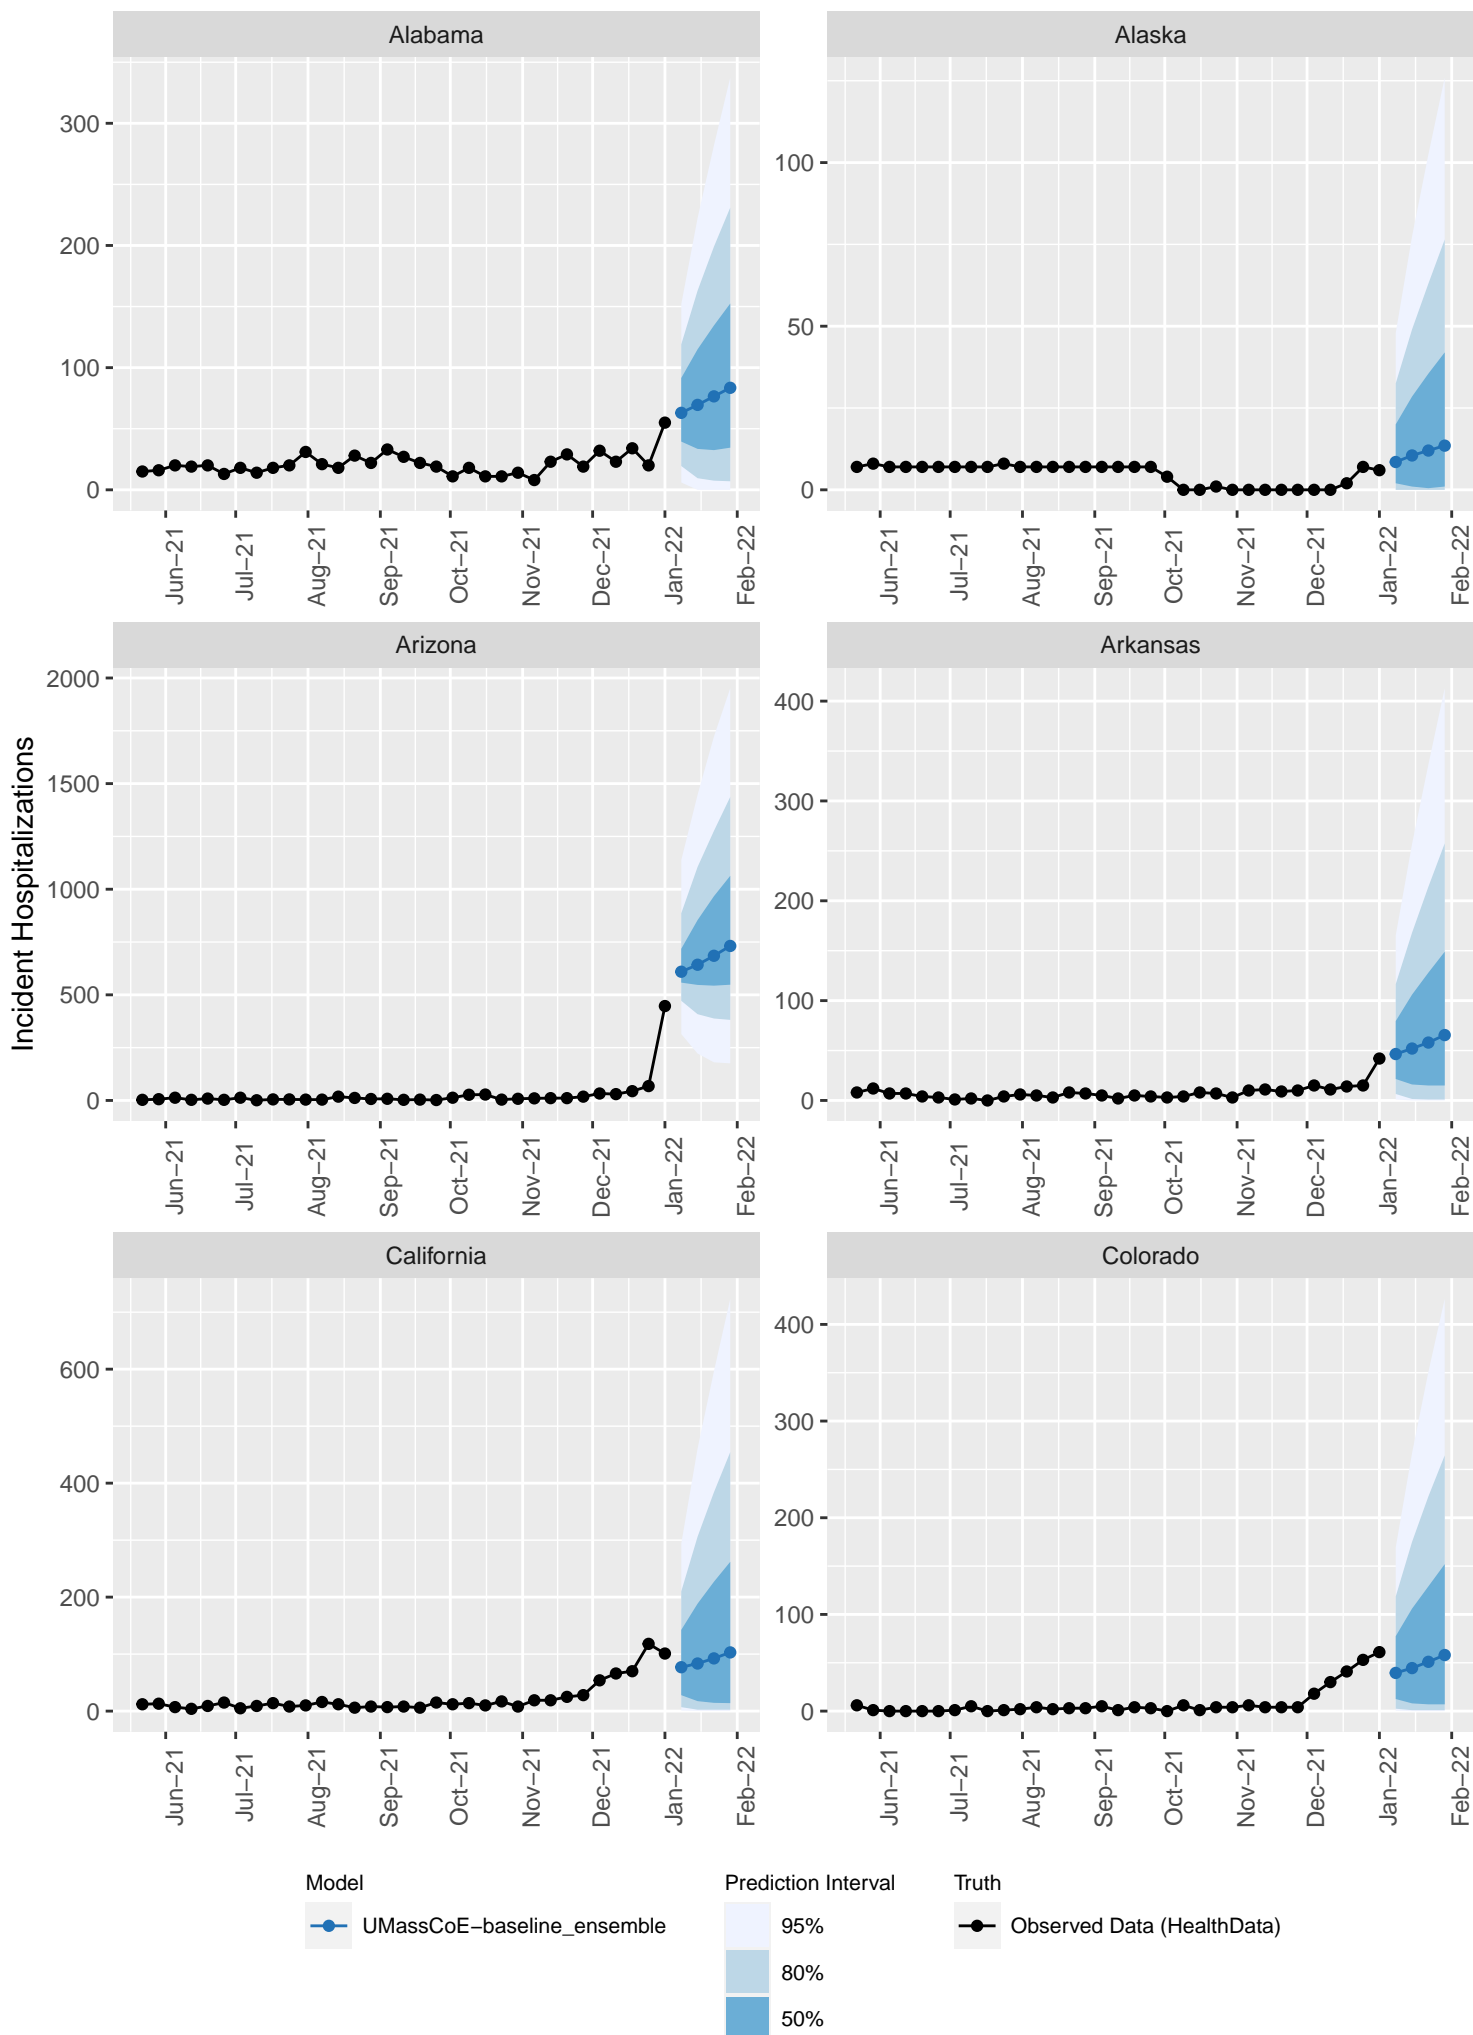 Alabama
Alaska
300
200
100
0
100
50
0
Jun−21
Jul−21
Aug−21
Sep−21
Oct−21
Nov−21
Dec−21
Jan−22
Feb−22
Jun−21
Jul−21
Aug−21
Sep−21
Oct−21
Nov−21
Dec−21
Jan−22
Feb−22
Arizona
Arkansas
Incident Hospitalizations
2000
1500
1000
500
0
400
300
200
100
0
Jun−21
Jul−21
Aug−21
Sep−21
Oct−21
Nov−21
Dec−21
Jan−22
Feb−22
Jun−21
Jul−21
Aug−21
Sep−21
Oct−21
Nov−21
Dec−21
Jan−22
Feb−22
California
Colorado
600
400
200
0
400
300
200
100
0
Jun−21
Jul−21
Aug−21
Sep−21
Oct−21
Nov−21
Dec−21
Jan−22
Feb−22
Jun−21
Jul−21
Aug−21
Sep−21
Oct−21
Nov−21
Dec−21
Jan−22
Feb−22
Model
UMassCoE−baseline_ensemble
Prediction Interval
95%
80%
50%
Truth
Observed Data (HealthData)